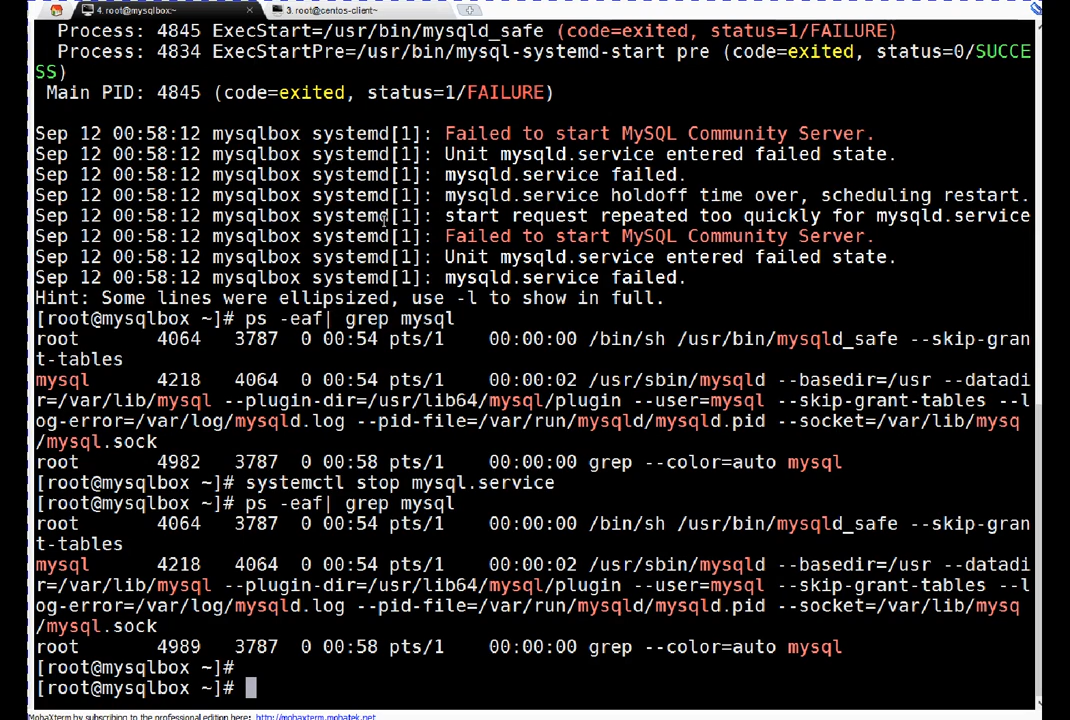 4. root@mysqlbox:~
3. root@centos-client~
Process: 4845 ExecStart=/usr/bin/mysqld_safe (code=exited, status=1/FAILURE)
Process: 4834 ExecStartPre=/usr/bin/mysql-systemd-start pre (code=exited, status=0/SUCCE
SS)
Main PID: 4845 (code=exited, status=1/FAILURE)
Sep 12 00:58:12 mysqlbox systemd[1]: Failed to start MySQL Community Server.
Sep 12 00:58:12 mysqlbox systemd[1]: Unit mysqld.service entered failed state.
Sep 12 00:58:12 mysqlbox systemd[1]: mysqld.service failed.
Sep 12 00:58:12 mysqlbox systemd[1]: mysqld.service holdoff time over, scheduling restart.
Sep 12 00:58:12 mysqlbox systemd[1]: start request repeated too quickly for mysqld.service
Sep 12 00:58:12 mysqlbox systemd[1]: Failed to start MySQL Community Server.
Sep 12 00:58:12 mysqlbox systemd[1]: Unit mysqld.service entered failed state.
Sep 12 00:58:12 mysqlbox systemd[1]: mysqld.service failed.
Hint: Some lines were ellipsized, use -l to show in full.
[root@mysqlbox ~]# ps -eaf| grep mysql
root 4064 3787 0 00:54 pts/1 00:00:00 /bin/sh /usr/bin/mysqld_safe --skip-gran
t-tables
mysql 4218 4064 0 00:54 pts/1 00:00:02 /usr/sbin/mysqld --basedir=/usr --datadi
r=/var/lib/mysql --plugin-dir=/usr/lib64/mysql/plugin --user=mysql --skip-grant-tables --l
og-error=/var/log/mysqld.log --pid-file=/var/run/mysqld/mysqld.pid --socket=/var/lib/mysq
/mysql.sock
root 4982 3787 0 00:58 pts/1 00:00:00 grep --color=auto mysql
[root@mysqlbox ~]# systemctl stop mysql.service
[root@mysqlbox ~]# ps -eaf| grep mysql
root 4064 3787 0 00:54 pts/1 00:00:00 /bin/sh /usr/bin/mysqld_safe --skip-gran
t-tables
mysql 4218 4064 0 00:54 pts/1 00:00:02 /usr/sbin/mysqld --basedir=/usr --datadi
r=/var/lib/mysql --plugin-dir=/usr/lib64/mysql/plugin --user=mysql --skip-grant-tables --l
og-error=/var/log/mysqld.log --pid-file=/var/run/mysqld/mysqld.pid --socket=/var/lib/mysq
/mysql.sock
root 4989 3787 0 00:58 pts/1 00:00:00 grep --color=auto mysql
[root@mysqlbox ~]#
[root@mysqlbox ~]#
MobaXterm by subscribing to the professional edition here: http://mobaxterm.mobatek.net